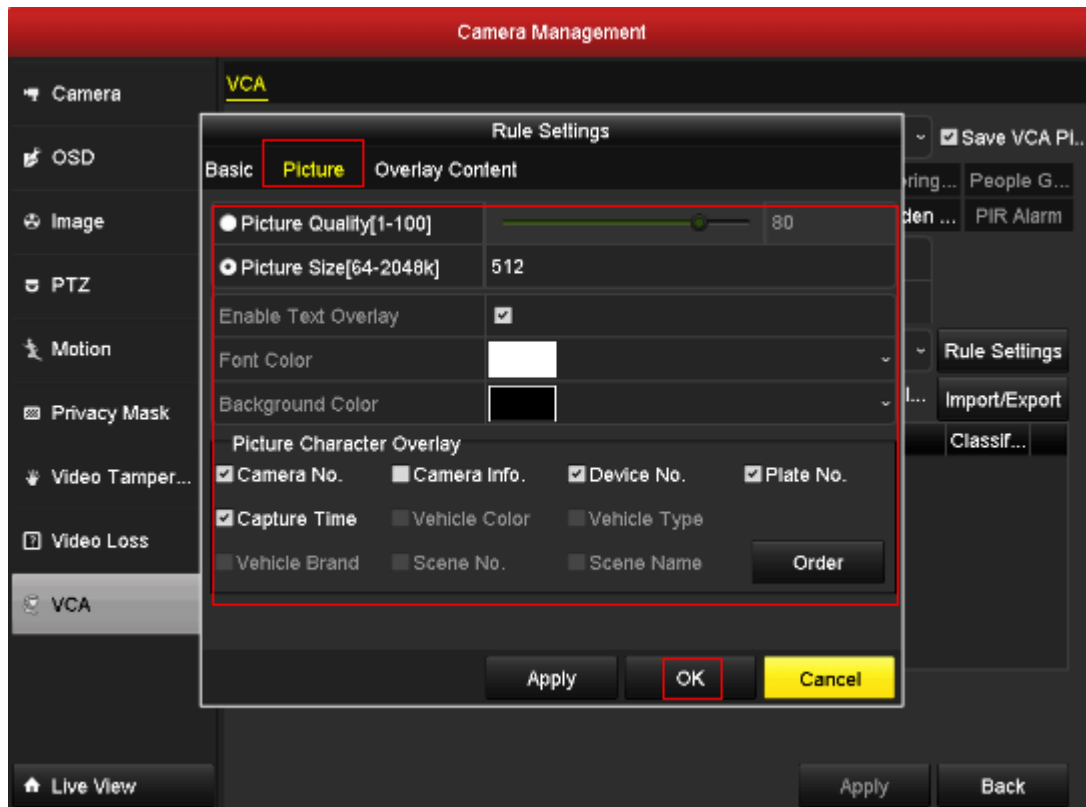 Camera Management
Camera
OSD
Image
PTZ
Motion
Privacy Mask
Video Tamper...
Video Loss
VCA
Live View
VCA
Save VCA Pl..
ring... People G...
den ... PIR Alarm
Rule Settings
l... Import/Export
Classif...
Rule Settings
Basic Picture Overlay Content
Picture Quality[1-100] 80
Picture Size[64-2048k] 512
Enable Text Overlay
Font Color
Background Color
Picture Character Overlay
Camera No. Camera Info. Device No. Plate No.
Capture Time Vehicle Color Vehicle Type
Vehicle Brand Scene No. Scene Name Order
Apply OK Cancel
Apply Back